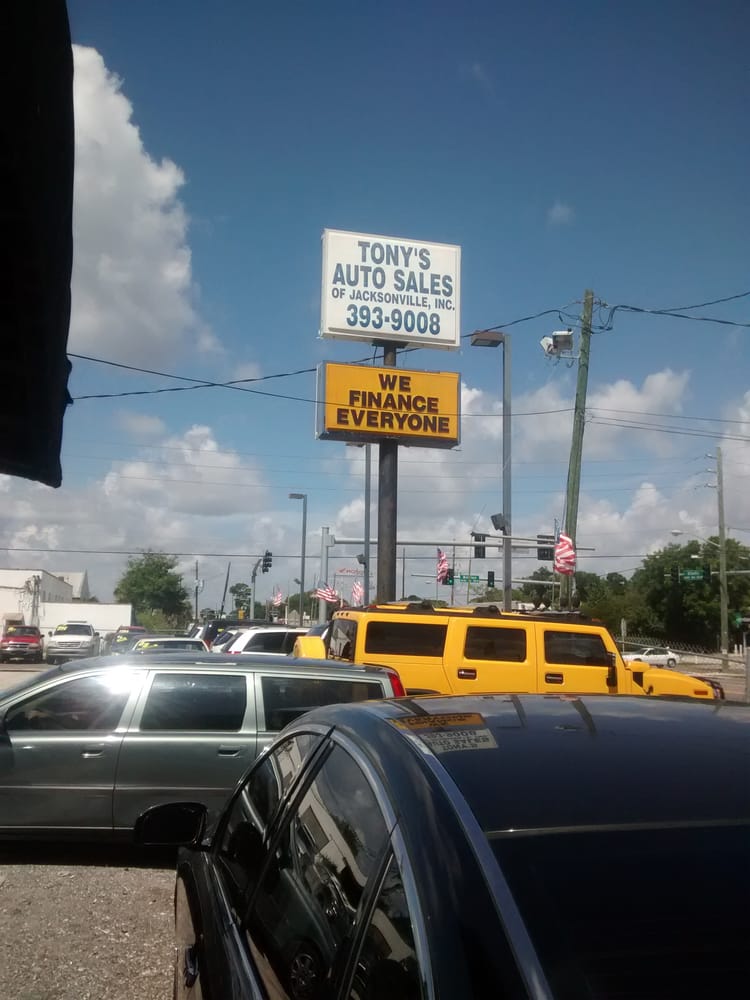 TONY'S
AUTO SALES
OF JACKSONVILLE, INC.
393-9008
WE
FINANCE
EVERYONE